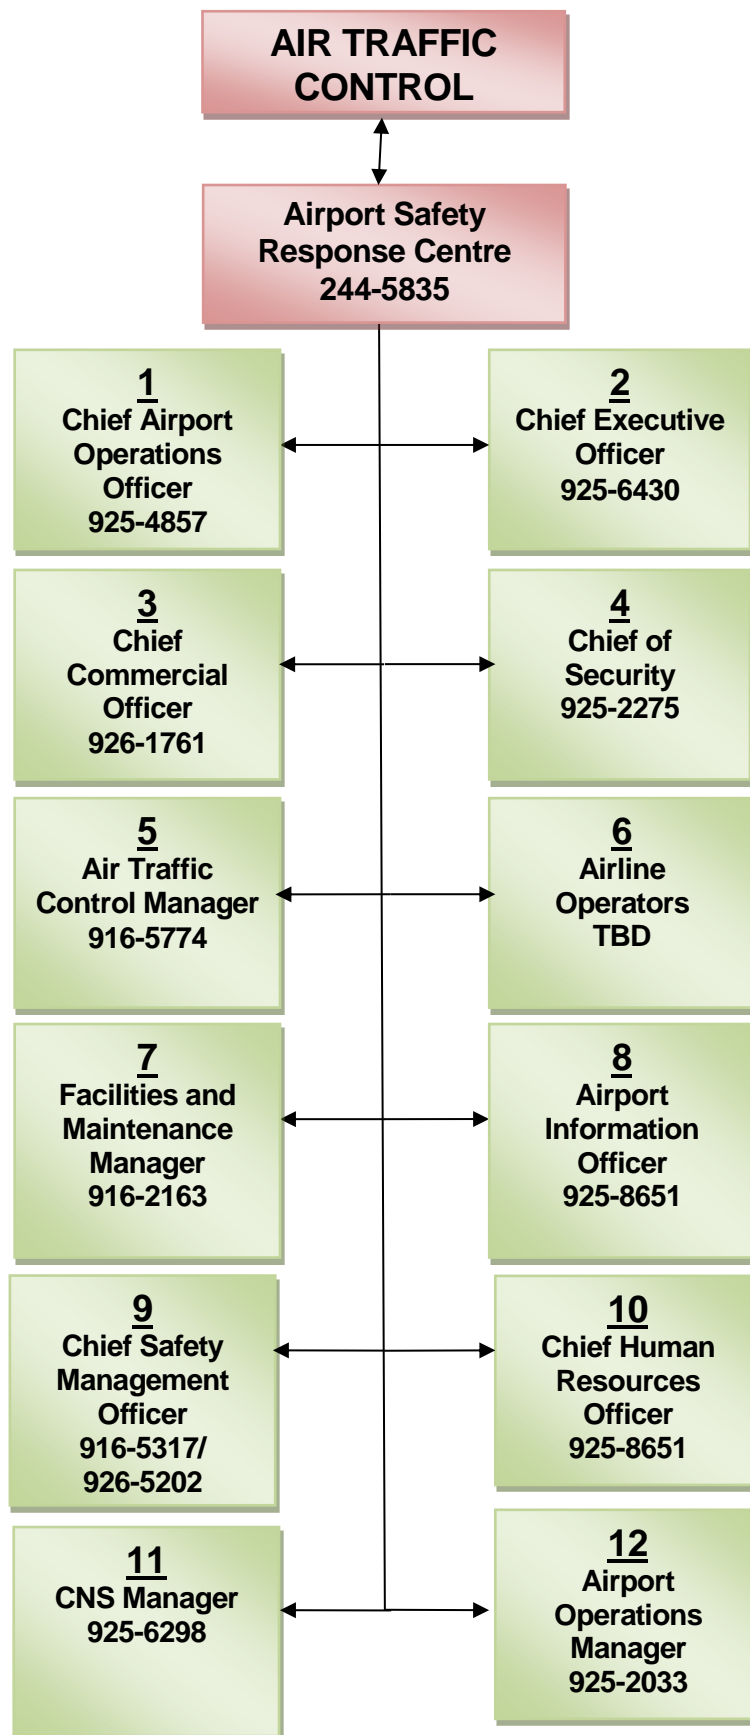 AIR TRAFFIC
CONTROL
Airport Safety
Response Centre
244-5835
1
Chief Airport
Operations
Officer
925-4857
2
Chief Executive
Officer
925-6430
3
Chief
Commercial
Officer
926-1761
4
Chief of
Security
925-2275
5
Air Traffic
Control Manager
916-5774
6
Airline
Operators
TBD
7
Facilities and
Maintenance
Manager
916-2163
8
Airport
Information
Officer
925-8651
9
Chief Safety
Management
Officer
916-5317/
926-5202
10
Chief Human
Resources
Officer
925-8651
11
CNS Manager
925-6298
12
Airport
Operations
Manager
925-2033